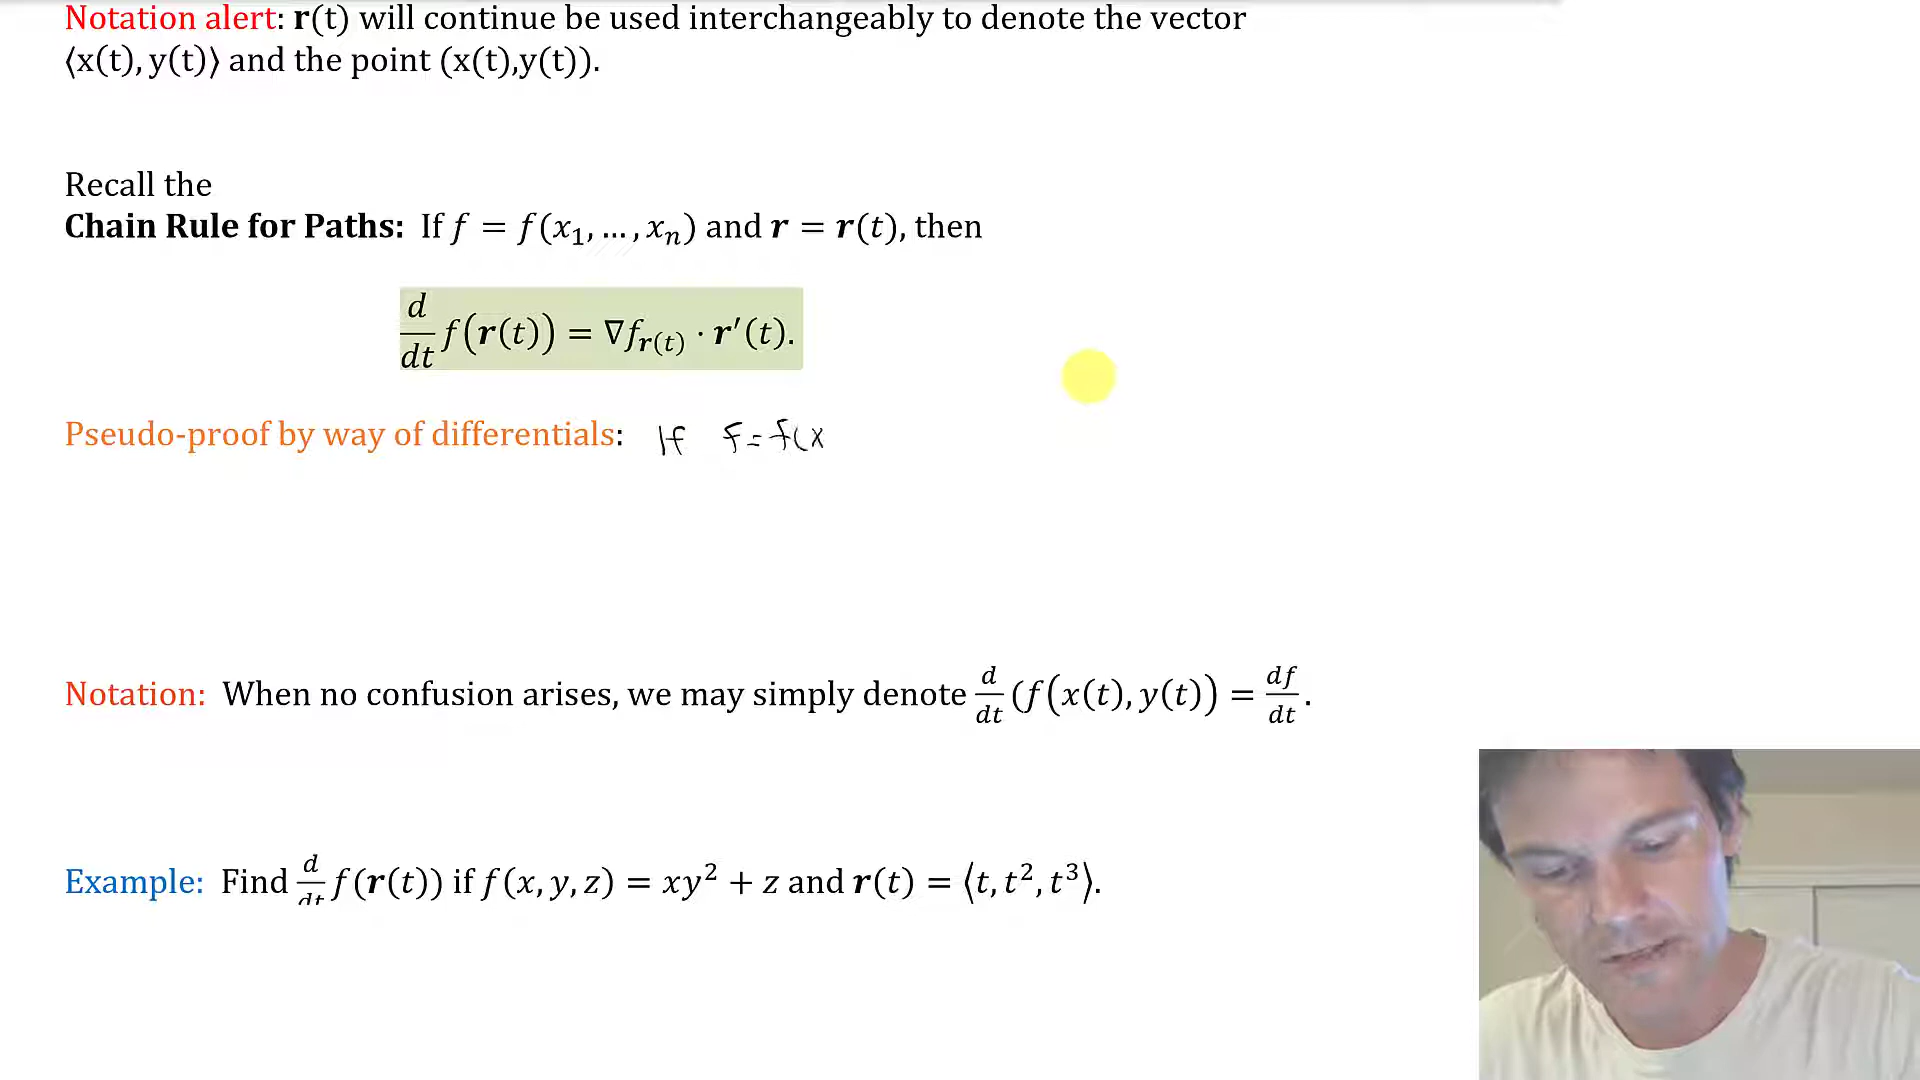 Notation alert: r(t) will continue be used interchangeably to denote the vector
⟨x(t), y(t)⟩ and the point (x(t),y(t)).
Recall the
Chain Rule for Paths: If f = f(x₁, … , xₙ) and r = r(t), then
d/dt f(r(t)) = ∇f_r(t) · r′(t).
Pseudo-proof by way of differentials: If f = f(x
Notation: When no confusion arises, we may simply denote d/dt (f(x(t), y(t)) = df/dt.
Example: Find d/dt f(r(t)) if f(x, y, z) = xy² + z and r(t) = ⟨t, t², t³⟩.